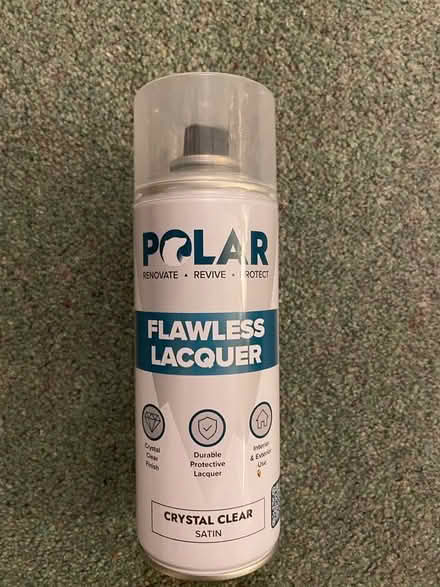 POLAR
RENOVATE • REVIVE • PROTECT
FLAWLESS
LACQUER
Crystal
Clear
Finish
Durable
Protective
Lacquer
Interior
& Exterior
Use
CRYSTAL CLEAR
SATIN